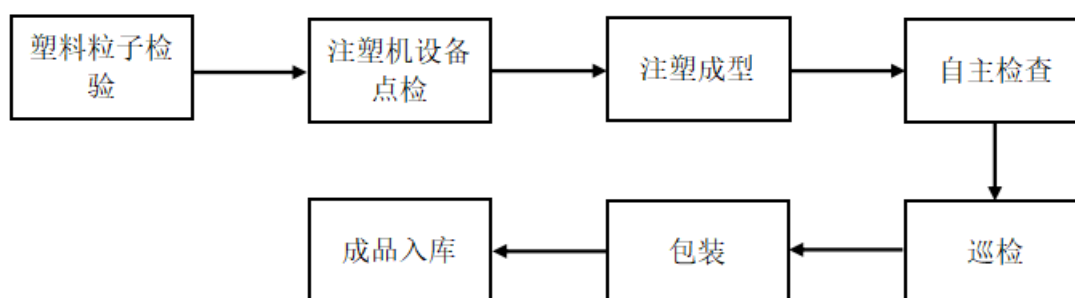 塑料粒子检
验
注塑机设备
点检
注塑成型
自主检查
巡检
包装
成品入库